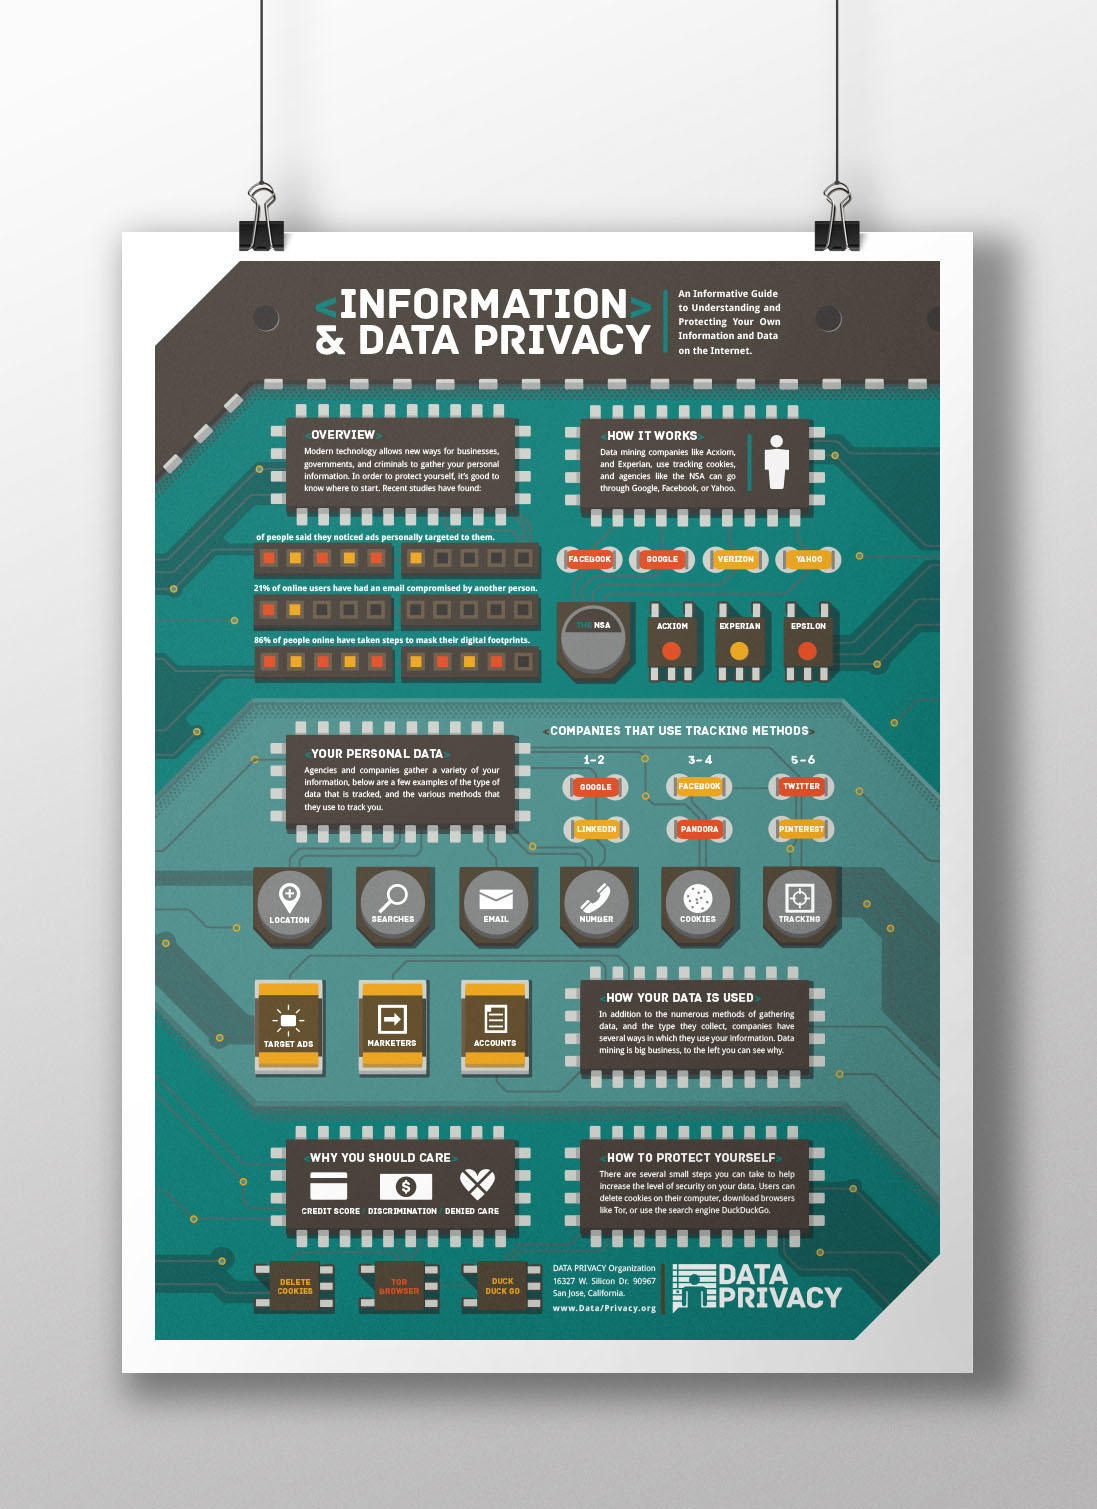 <INFORMATION>
& DATA PRIVACY
An Informative Guide
to Understanding and
Protecting Your Own
Information and Data
on the Internet.
<OVERVIEW>
Modern technology allows new ways for businesses,
governments, and criminals to gather your personal
information. In order to protect yourself, it's good to
know where to start. Recent studies have found:
<HOW IT WORKS>
Data mining companies like Acxiom,
and Experian, use tracking cookies,
and agencies like the NSA can go
through Google, Facebook, or Yahoo.
of people said they noticed ads personally targeted to them.
21% of online users have had an email compromised by another person.
86% of people onine have taken steps to mask their digital footprints.
FACEBOOK
GOOGLE
VERIZON
YAHOO
THE NSA
ACXIOM
EXPERIAN
EPSILON
<YOUR PERSONAL DATA>
Agencies and companies gather a variety of your
information, below are a few examples of the type of
data that is tracked, and the various methods that
they use to track you.
<COMPANIES THAT USE TRACKING METHODS>
1-2
3-4
5-6
GOOGLE
FACEBOOK
TWITTER
LINKEDIN
PANDORA
PINTEREST
LOCATION
SEARCHES
EMAIL
NUMBER
COOKIES
TRACKING
TARGET ADS
MARKETERS
ACCOUNTS
<HOW YOUR DATA IS USED>
In addition to the numerous methods of gathering
data, and the type they collect, companies have
several ways in which they use your information. Data
mining is big business, to the left you can see why.
<WHY YOU SHOULD CARE>
$
CREDIT SCORE
DISCRIMINATION
DENIED CARE
<HOW TO PROTECT YOURSELF>
There are several small steps you can take to help
increase the level of security on your data. Users can
delete cookies on their computer, download browsers
like Tor, or use the search engine DuckDuckGo.
DELETE
COOKIES
TOR
BROWSER
DUCK
DUCK GO
DATA PRIVACY Organization
16327 W. Silicon Dr. 90967
San Jose, California.
www.Data/Privacy.org
DATA
PRIVACY